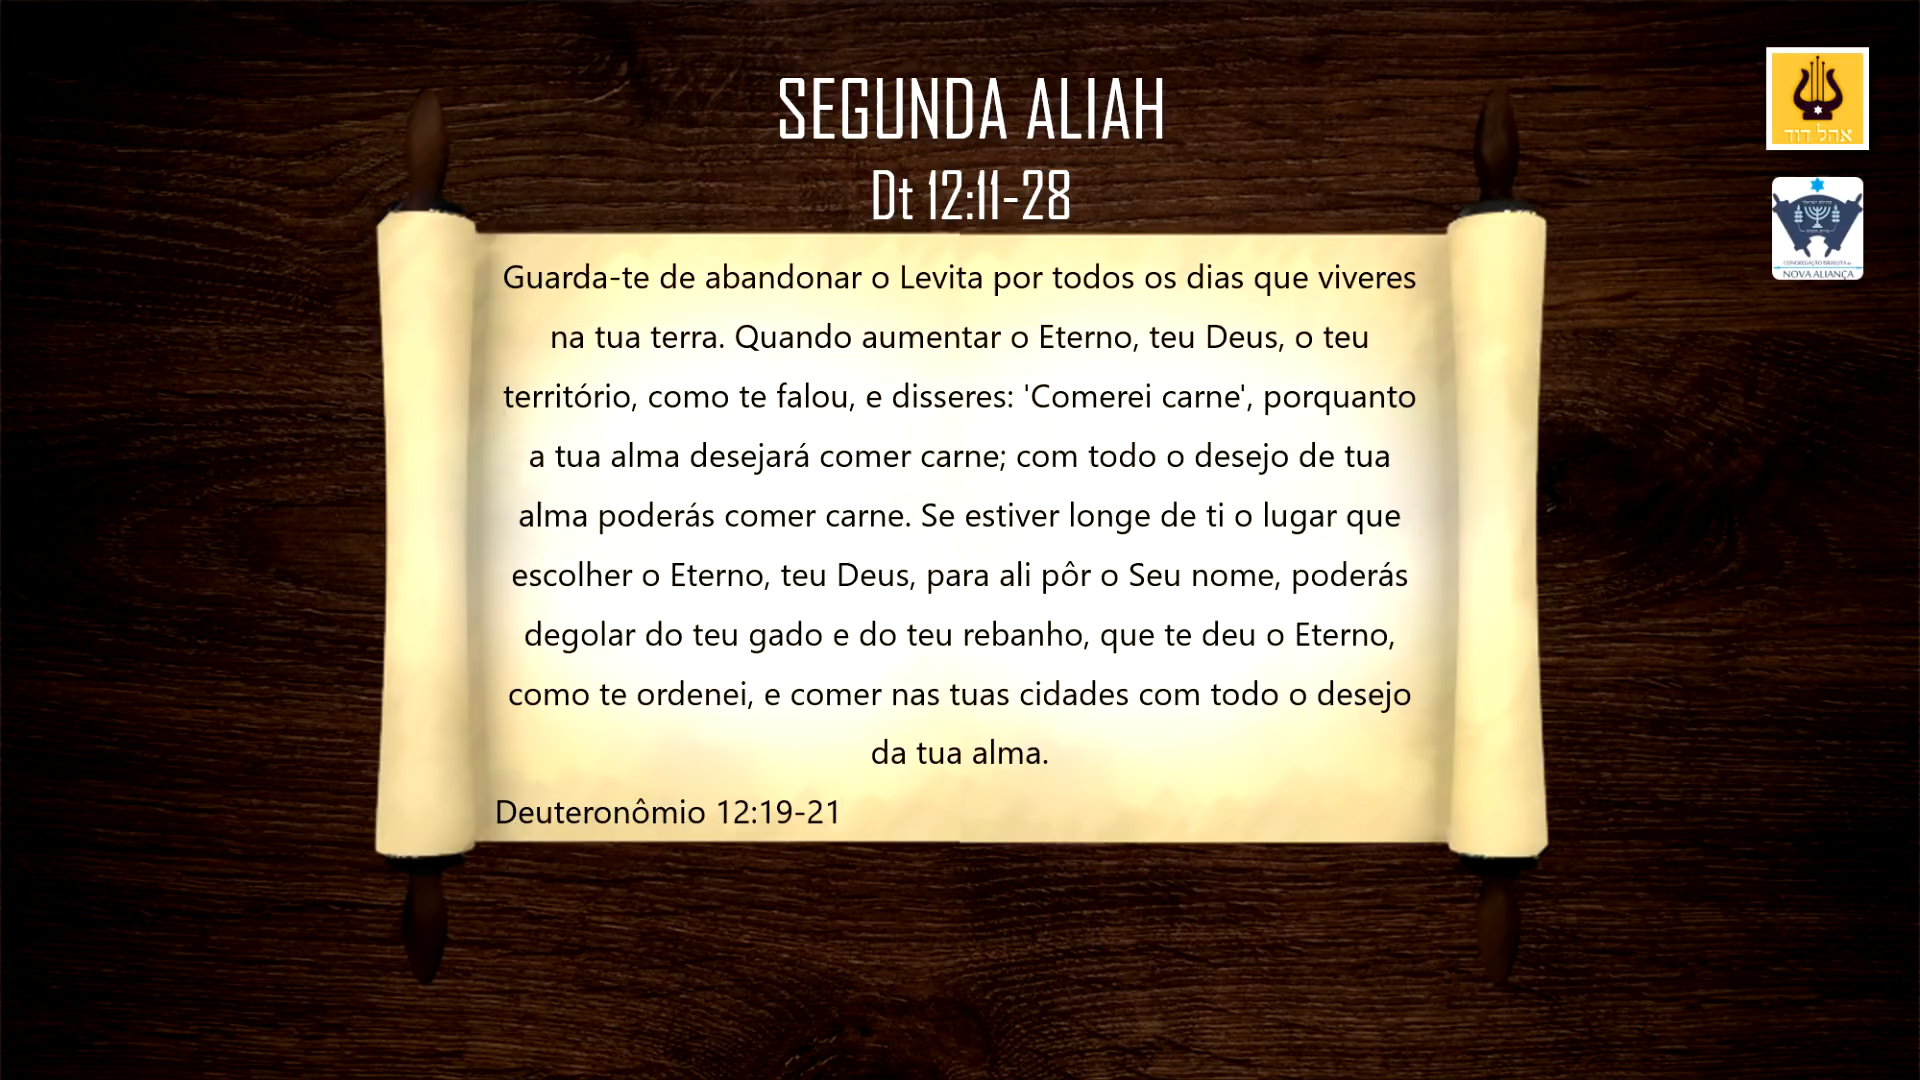 SEGUNDA ALIAH
Dt 12:11-28
Guarda-te de abandonar o Levita por todos os dias que viveres
na tua terra. Quando aumentar o Eterno, teu Deus, o teu
território, como te falou, e disseres: 'Comerei carne', porquanto
a tua alma desejará comer carne; com todo o desejo de tua
alma poderás comer carne. Se estiver longe de ti o lugar que
escolher o Eterno, teu Deus, para ali pôr o Seu nome, poderás
degolar do teu gado e do teu rebanho, que te deu o Eterno,
como te ordenei, e comer nas tuas cidades com todo o desejo
da tua alma.
Deuteronômio 12:19-21
אהל דוד
NOVA ALIANÇA